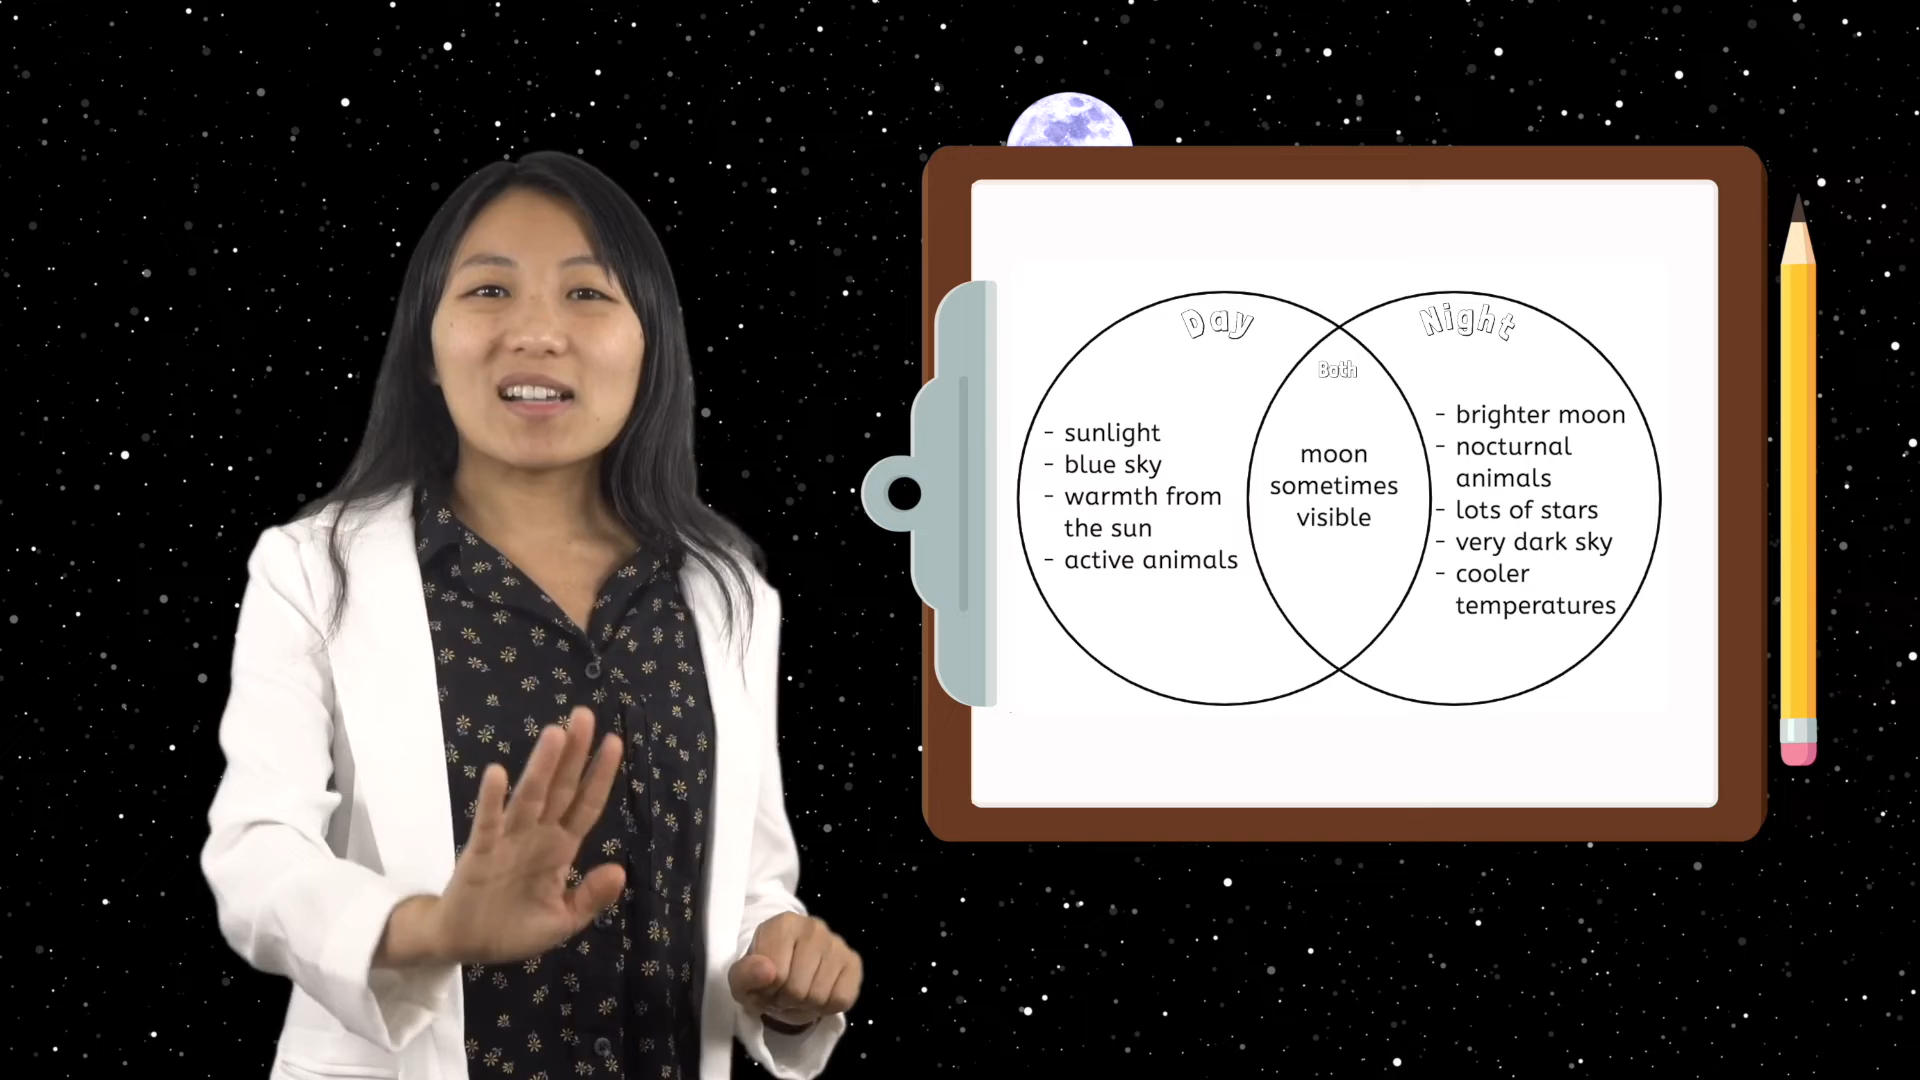 Day
Night
Both
- sunlight
- blue sky
- warmth from
the sun
- active animals
moon
sometimes
visible
- brighter moon
- nocturnal
animals
- lots of stars
- very dark sky
- cooler
temperatures